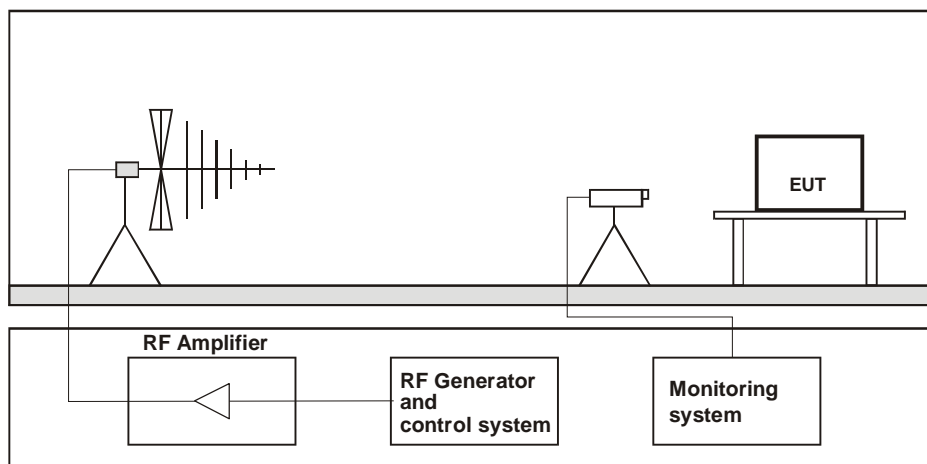 EUT
RF Amplifier
RF Generator
and
control system
Monitoring
system